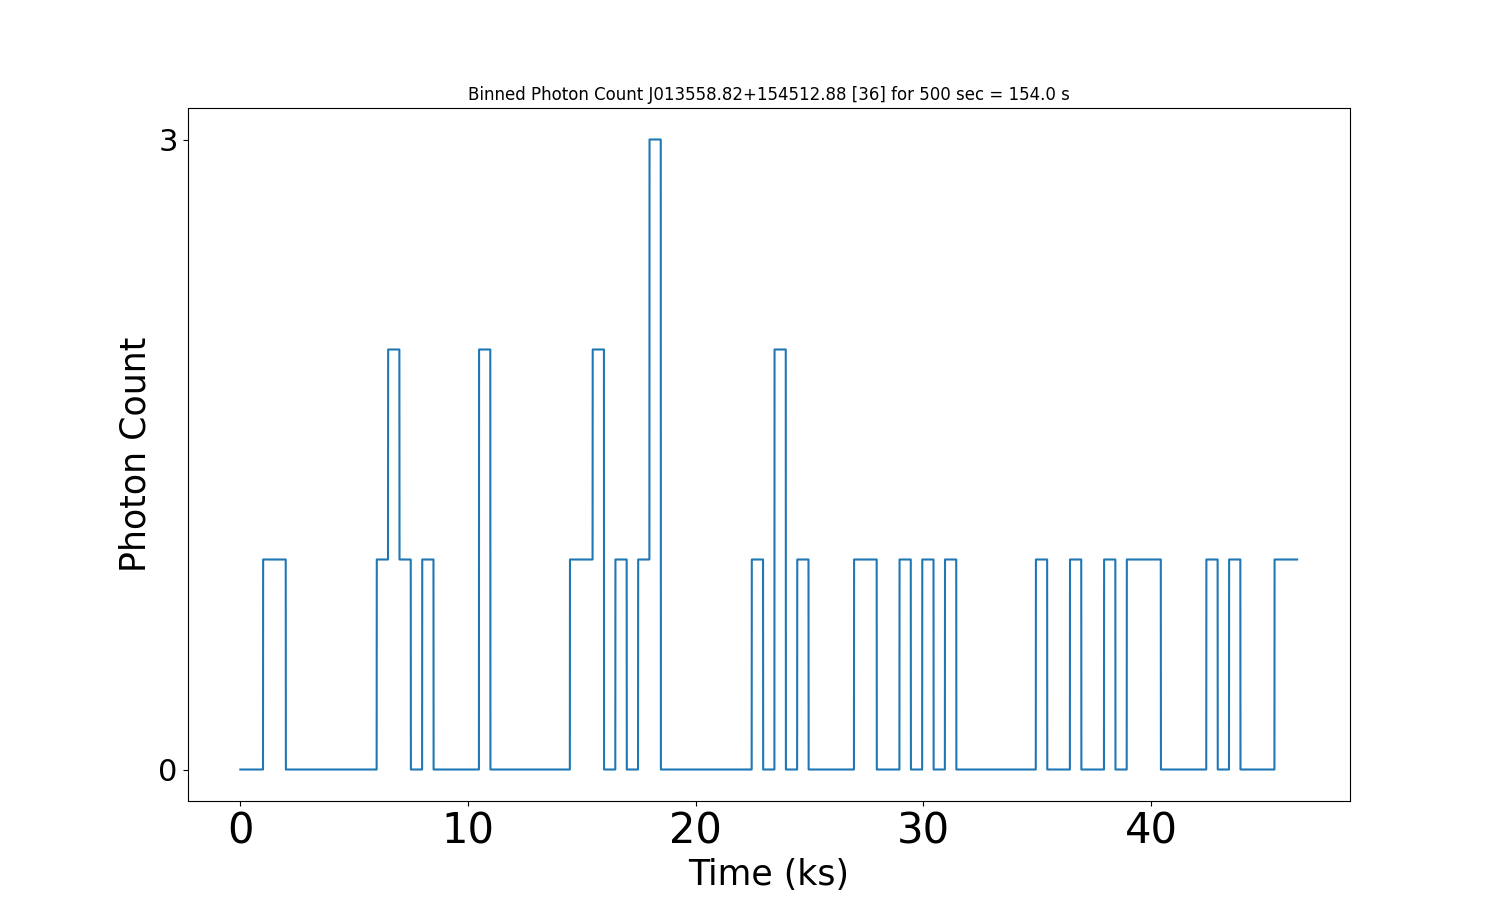 Binned Photon Count J013558.82+154512.88 [36] for 500 sec = 154.0 s
3
Photon Count
0
0 10 20 30 40
Time (ks)